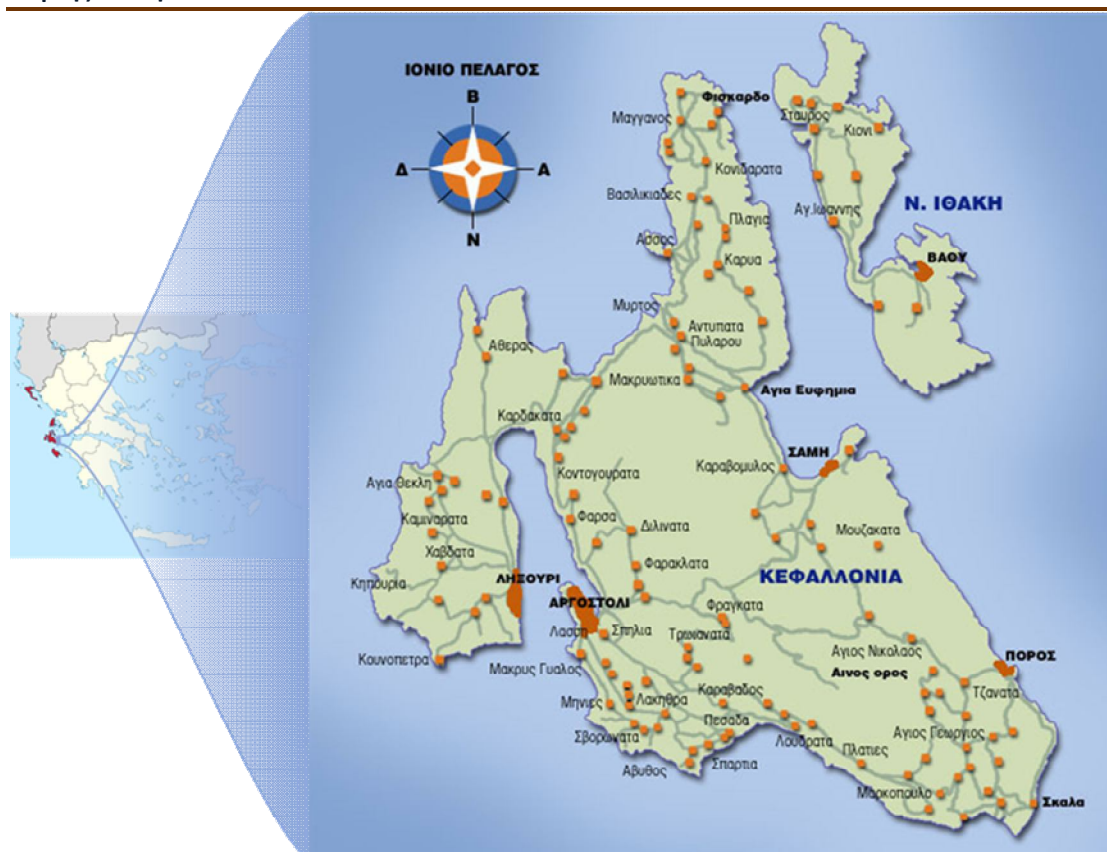 ΙΟΝΙΟ ΠΕΛΑΓΟΣ
Β
Δ
Α
Ν
Φισκαρδο
Μαγγανος
Κονιδαρατα
Βασιλικιαδες
Πλαγια
Ασσος
Καρυα
Μυρτος
Αντυπατα
Πυλαρου
Μακρυωτικα
Αγια Ευφημια
Σταυρος
Κιονι
Αγ.Ιωαννης
Ν. ΙΘΑΚΗ
ΒΑΘΥ
Αθερας
Καρδακατα
Κοντογουρατα
Αγια Θεκλη
Καμιναρατα
Φαρσα
Διλινατα
Χαβδατα
Φαρακλατα
Κηπουρια
ΛΗΞΟΥΡΙ
ΑΡΓΟΣΤΟΛΙ
Καραβομυλος
ΣΑΜΗ
Μουζακατα
ΚΕΦΑΛΛΟΝΙΑ
Φραγκατα
Λασση
Σπηλια
Τρωιανατα
Κουνοπετρα
Μακρυς Γυαλος
Αγιος Νικολαος
ΠΟΡΟΣ
Αινος ορος
Τζανατα
Μηνιες
Λακηθρα
Καραβαδος
Σβορωνατα
Πεσαδα
Λουρδατα
Αγιος Γεωργιος
Αβυθος
Σπαρτια
Πλατιες
Μαρκοπουλο
Σκαλα